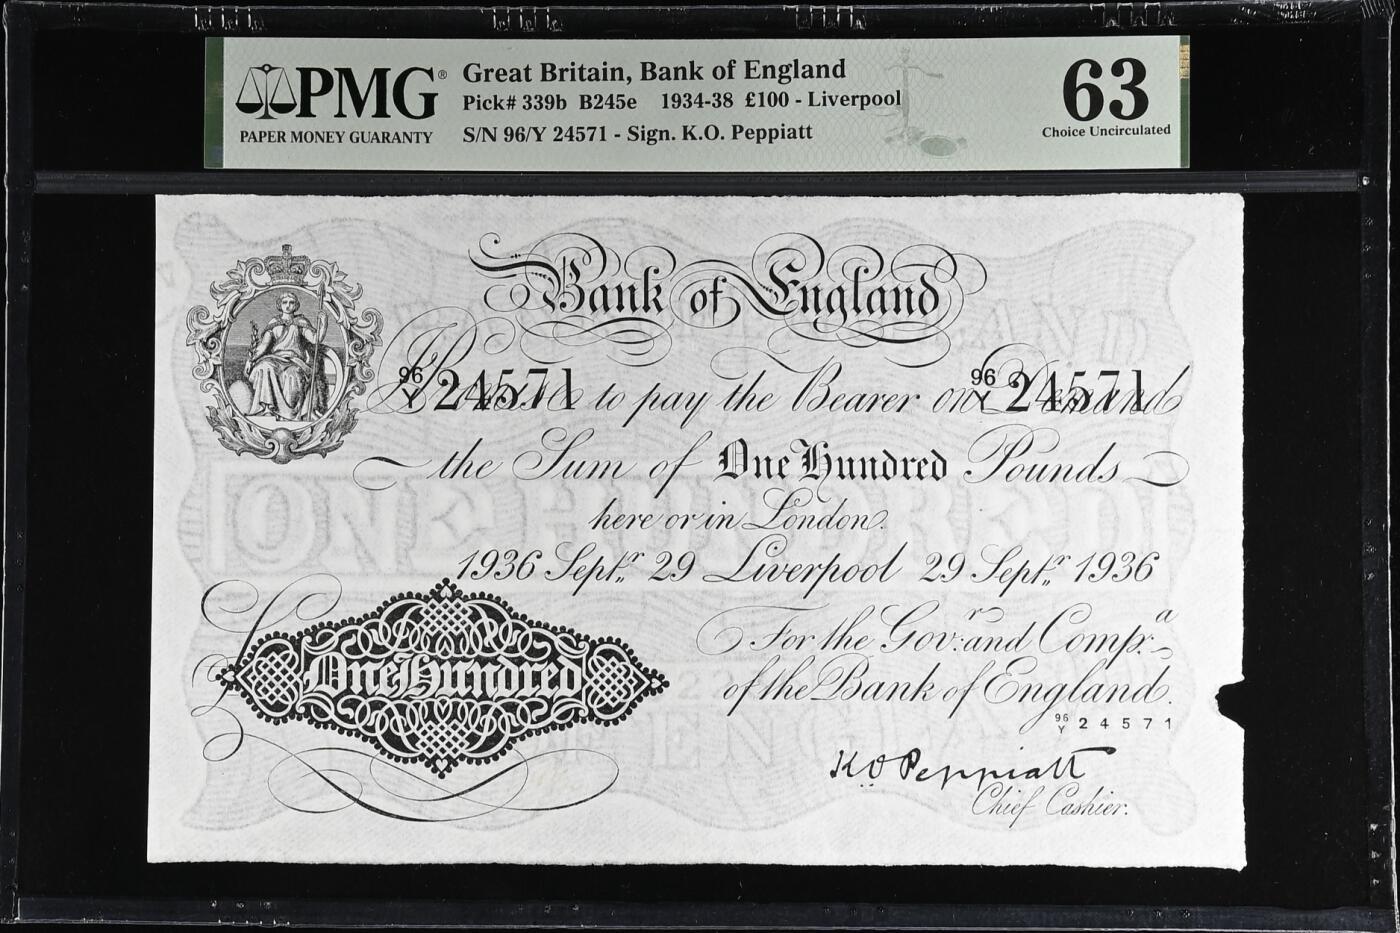 PMG®
PAPER MONEY GUARANTY
Great Britain, Bank of England
Pick# 339b B245e 1934-38 £100 - Liverpool
S/N 96/Y 24571 - Sign. K.O. Peppiatt
63
Choice Uncirculated
Bank of England
96/Y 24571 96/Y 24571
Promise to pay the Bearer on Demand
the Sum of One Hundred Pounds
here or in London.
1936 Septr. 29 Liverpool 29 Septr. 1936
For the Govr. and Compa.
of the Bank of England.
96/Y 24571
One Hundred
K O Peppiatt
Chief Cashier.